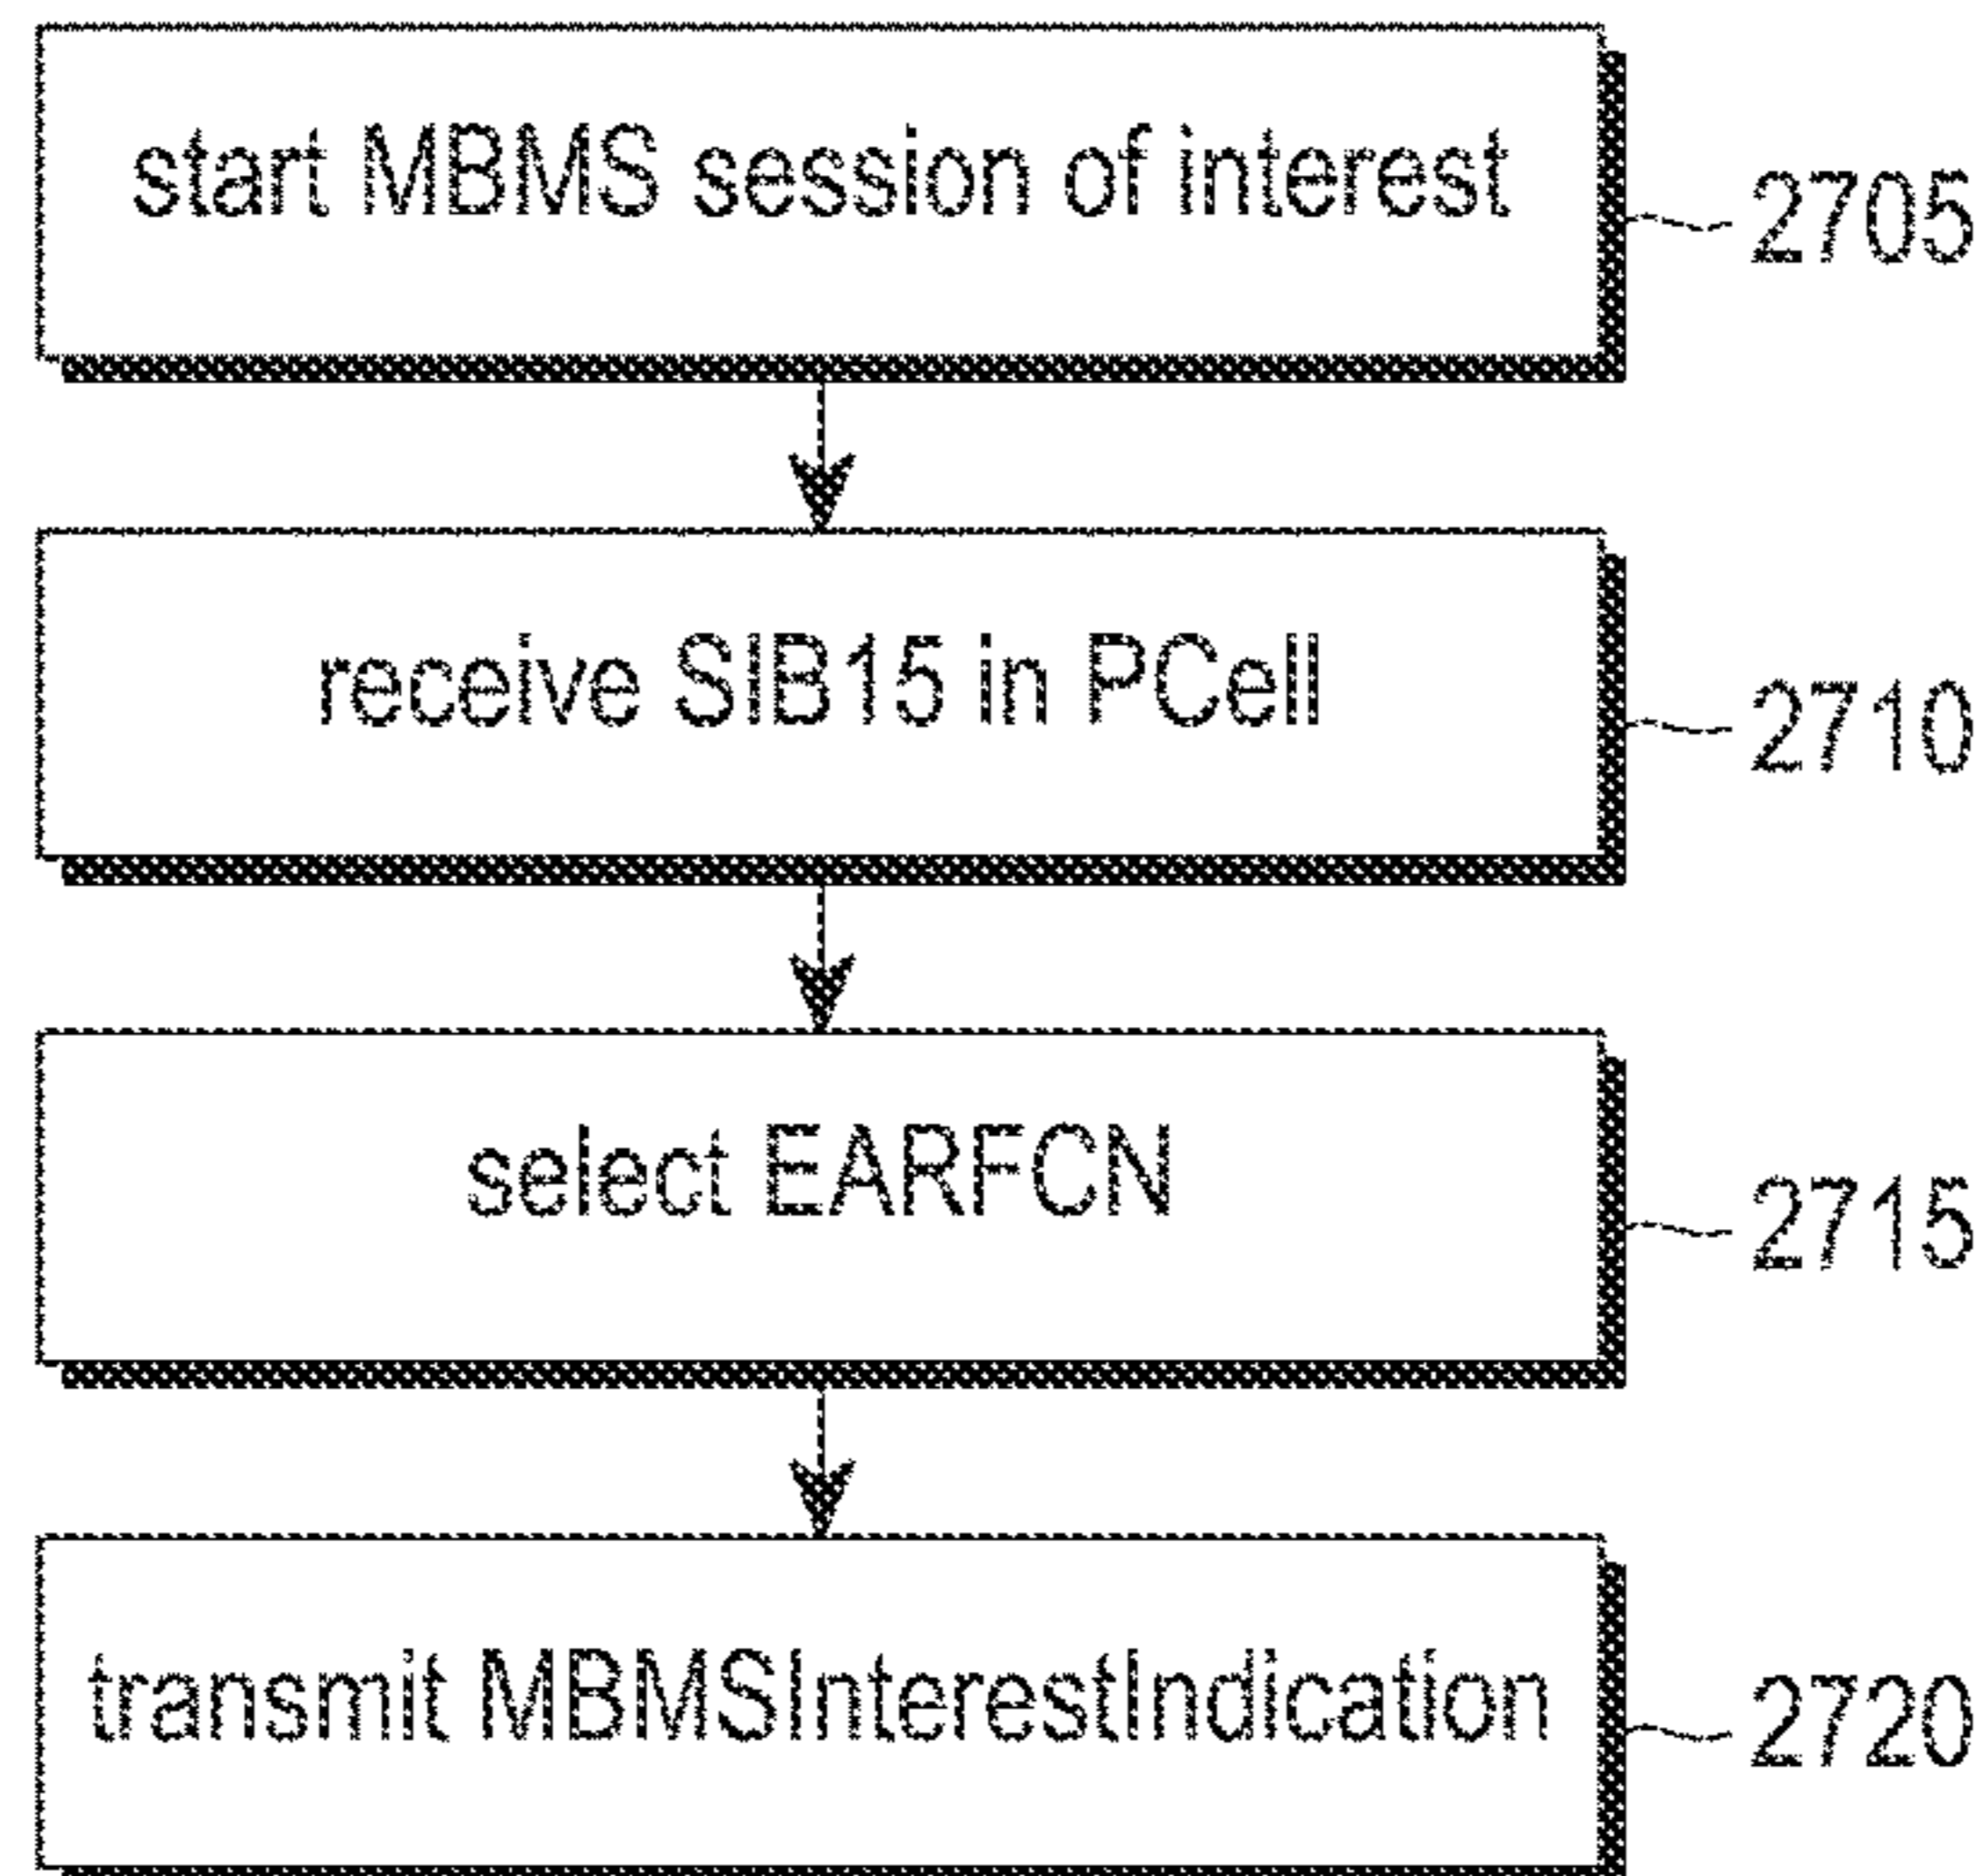 start MBMS session of interest
2705
receive SIB15 in PCell
2710
select EARFCN
2715
transmit MBMSInterestIndication
2720